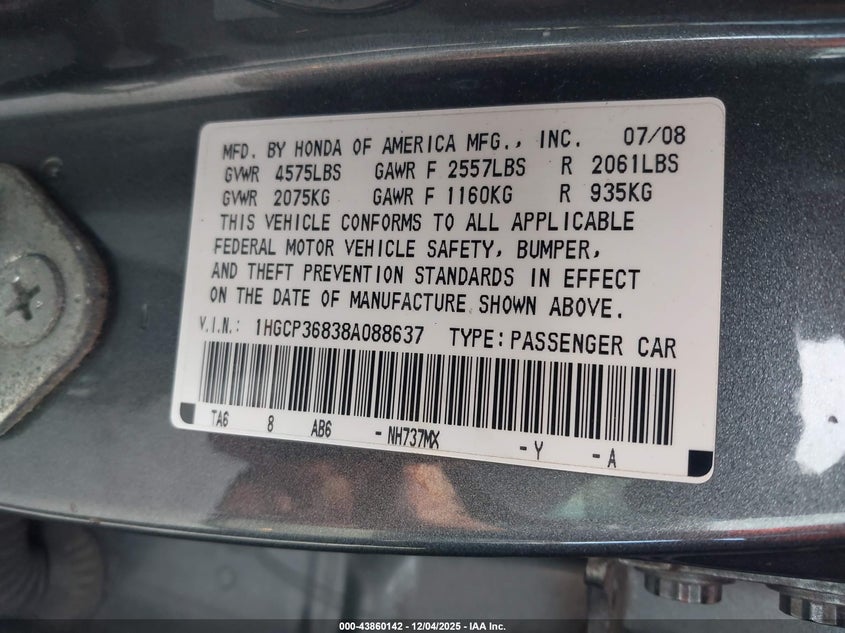 MFD. BY HONDA OF AMERICA MFG., INC. 07/08
GVWR 4575LBS GAWR F 2557LBS R 2061LBS
GVWR 2075KG GAWR F 1160KG R 935KG
THIS VEHICLE CONFORMS TO ALL APPLICABLE
FEDERAL MOTOR VEHICLE SAFETY, BUMPER,
AND THEFT PREVENTION STANDARDS IN EFFECT
ON THE DATE OF MANUFACTURE SHOWN ABOVE.
V.I.N.: 1HGCP36838A088637 TYPE: PASSENGER CAR
TA6 8 AB6 - NH737MX - Y - A
000-43860142 - 12/04/2025 - IAA Inc.